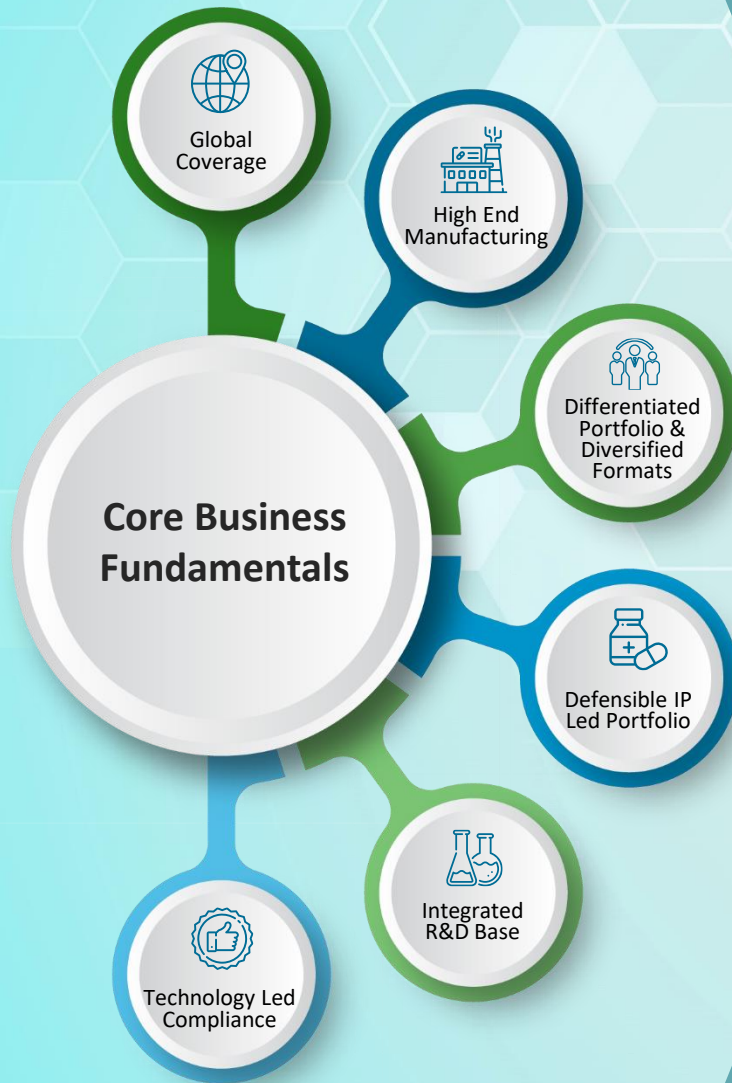 Global
Coverage
High End
Manufacturing
Differentiated
Portfolio &
Diversified
Formats
Core Business
Fundamentals
Defensible IP
Led Portfolio
Integrated
R&D Base
Technology Led
Compliance